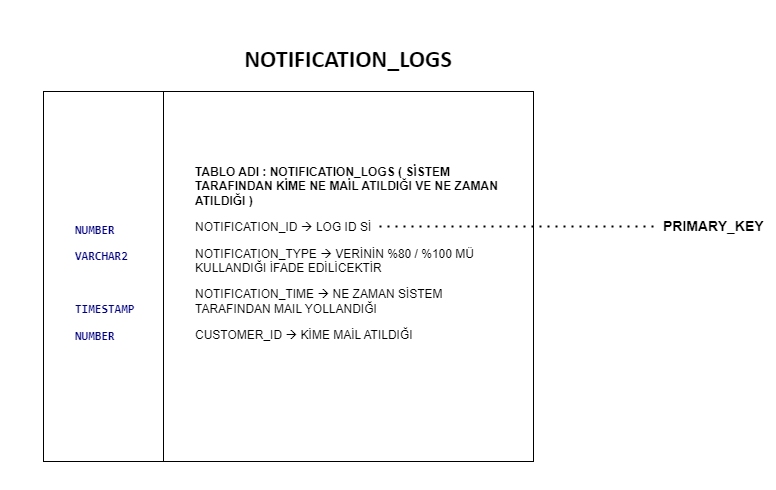 NOTIFICATION_LOGS
TABLO ADI : NOTIFICATION_LOGS ( SİSTEM
TARAFINDAN KİME NE MAİL ATILDIĞI VE NE ZAMAN
ATILDIĞI )
NUMBER NOTIFICATION_ID → LOG ID Sİ PRIMARY_KEY
VARCHAR2 NOTIFICATION_TYPE → VERİNİN %80 / %100 MÜ
KULLANDIĞI İFADE EDİLİCEKTİR
NOTIFICATION_TIME → NE ZAMAN SİSTEM
TIMESTAMP TARAFINDAN MAIL YOLLANDIĞI
NUMBER CUSTOMER_ID → KİME MAİL ATILDIĞI